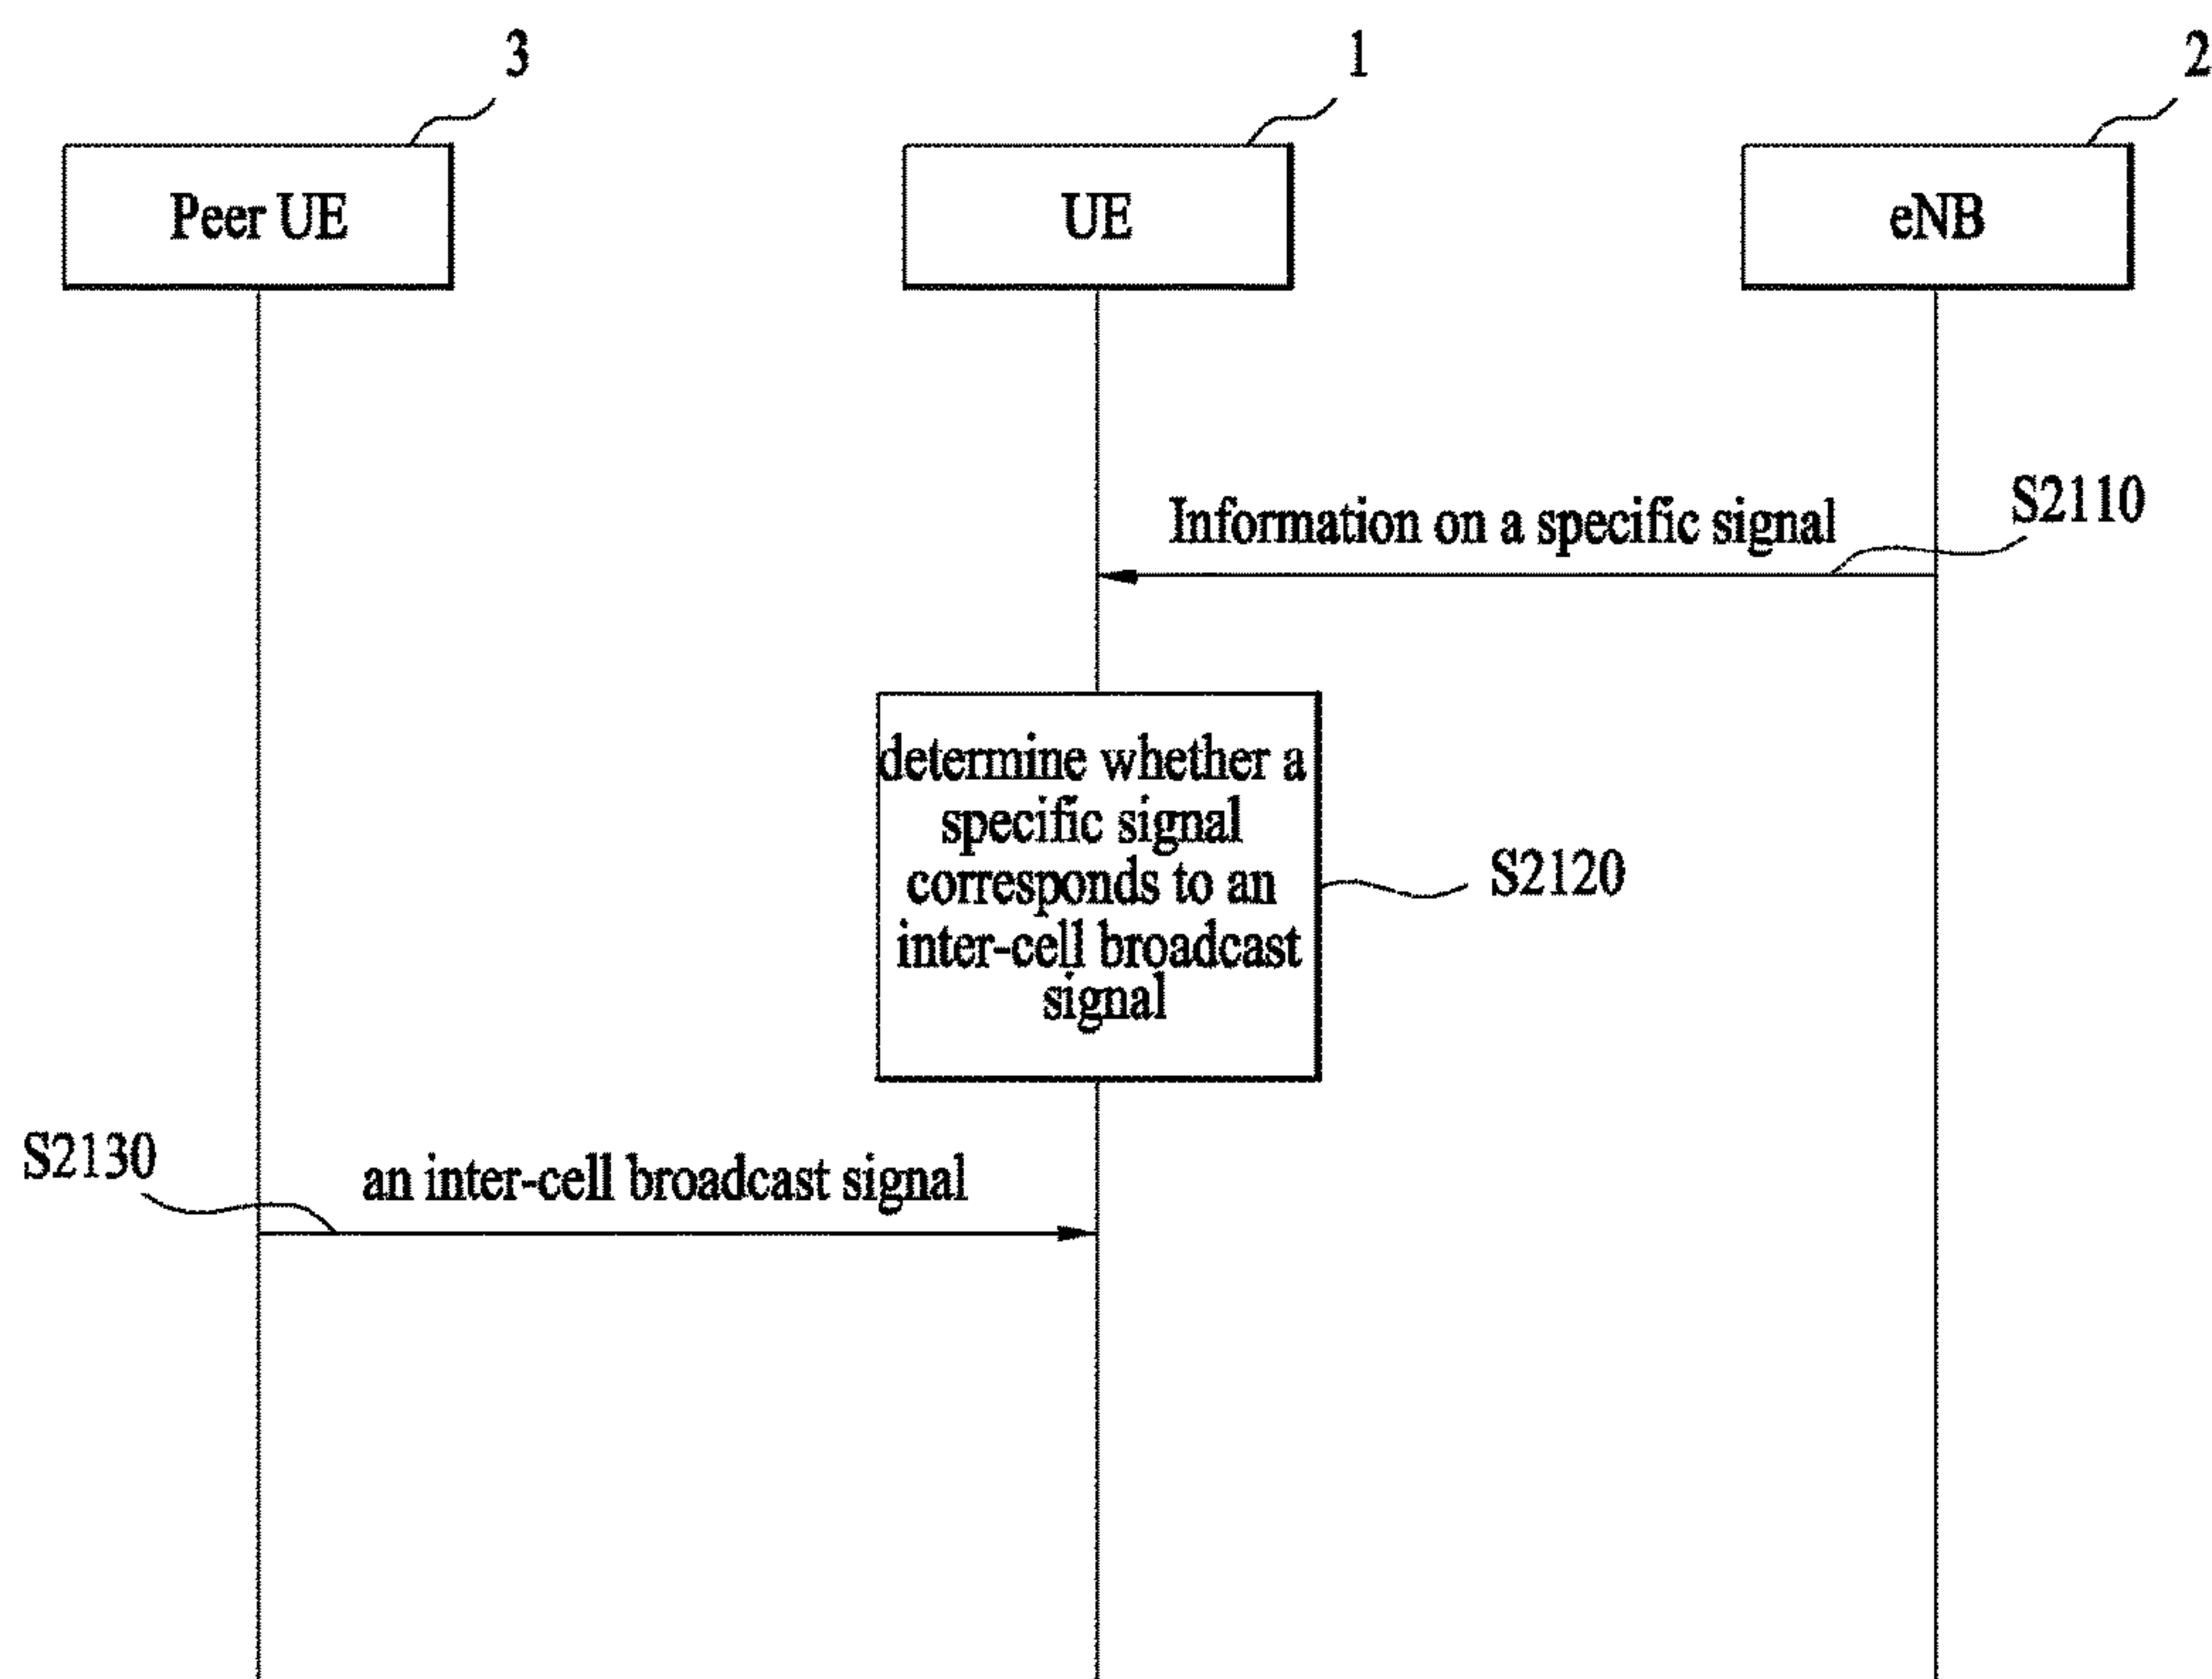 3
1
2
Peer UE
UE
eNB
Information on a specific signal
S2110
determine whether a
specific signal
corresponds to an
inter-cell broadcast
signal
S2120
S2130
an inter-cell broadcast signal